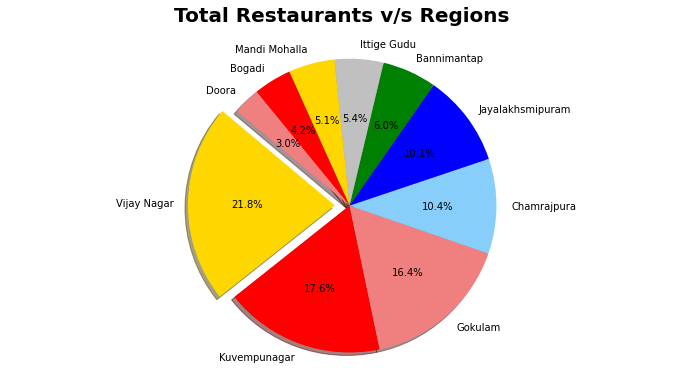 Total Restaurants v/s Regions
Ittige Gudu
Mandi Mohalla
Bannimantap
Bogadi
Doora
Jayalakhsmipuram
5.4%
5.1%
6.0%
4.2%
3.0%
10.1%
Vijay Nagar
21.8%
10.4%
Chamrajpura
16.4%
17.6%
Gokulam
Kuvempunagar